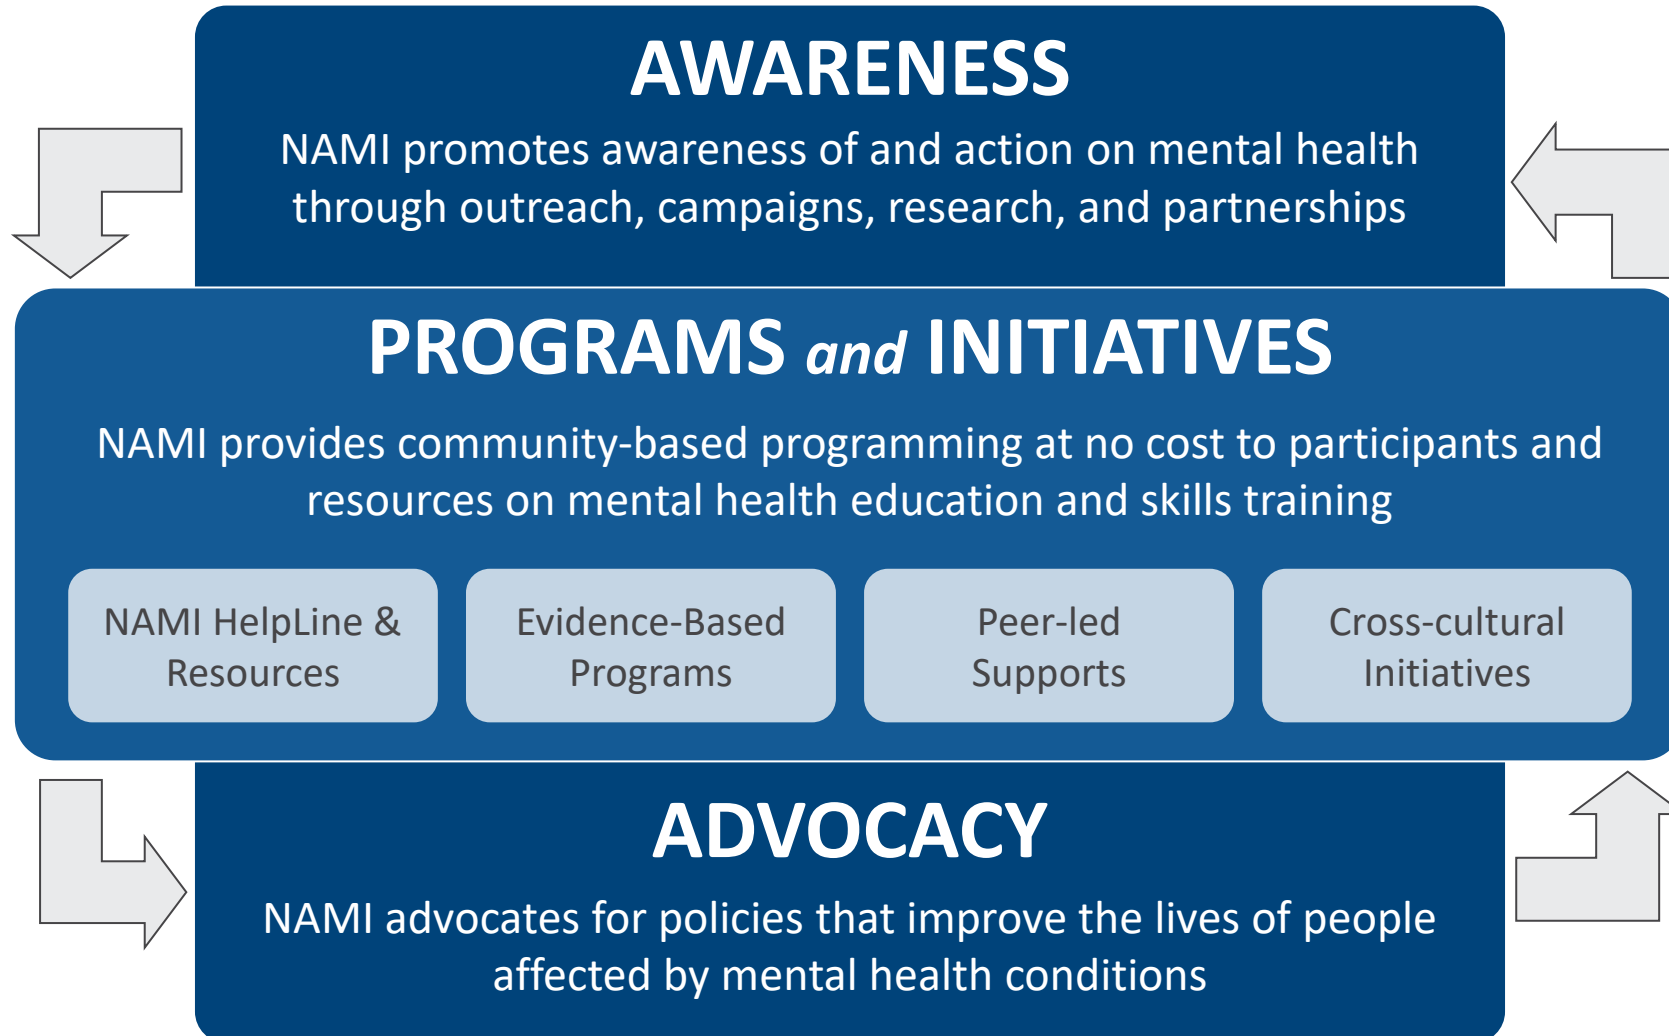 AWARENESS
NAMI promotes awareness of and action on mental health
through outreach, campaigns, research, and partnerships
PROGRAMS and INITIATIVES
NAMI provides community-based programming at no cost to participants and
resources on mental health education and skills training
NAMI HelpLine &
Resources
Evidence-Based
Programs
Peer-led
Supports
Cross-cultural
Initiatives
ADVOCACY
NAMI advocates for policies that improve the lives of people
affected by mental health conditions